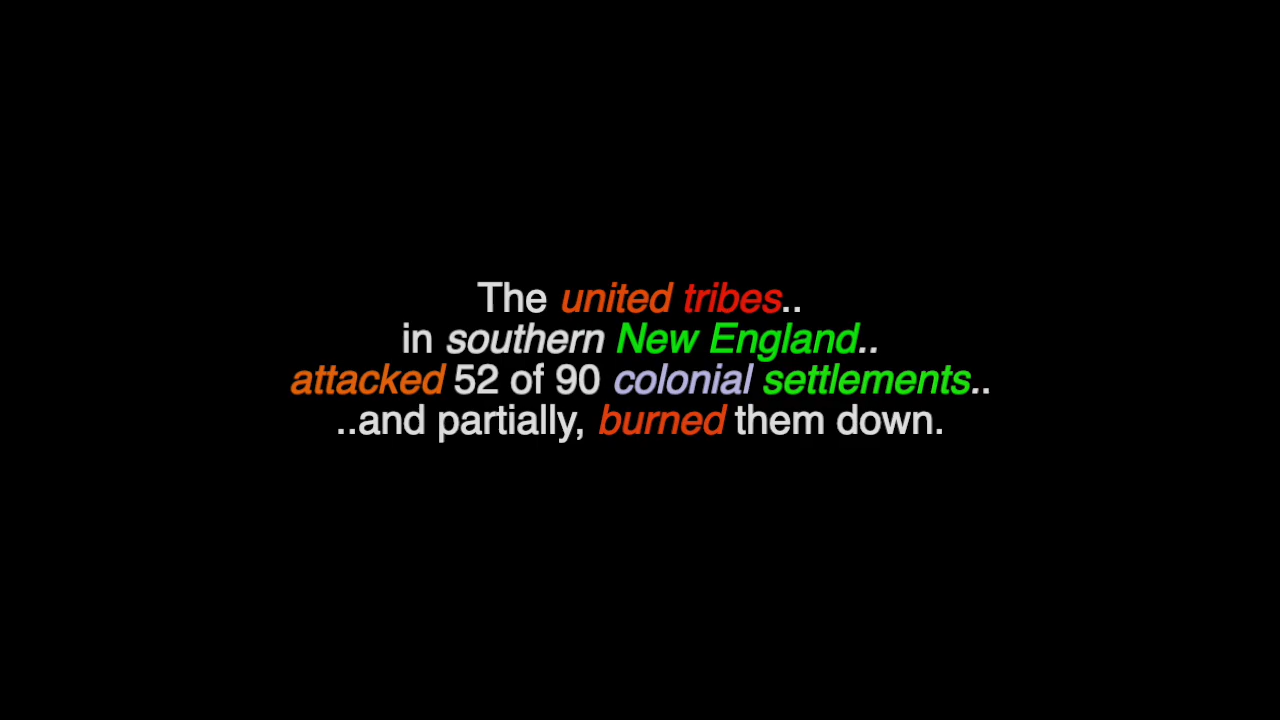 The united tribes..
in southern New England..
attacked 52 of 90 colonial settlements..
..and partially, burned them down.